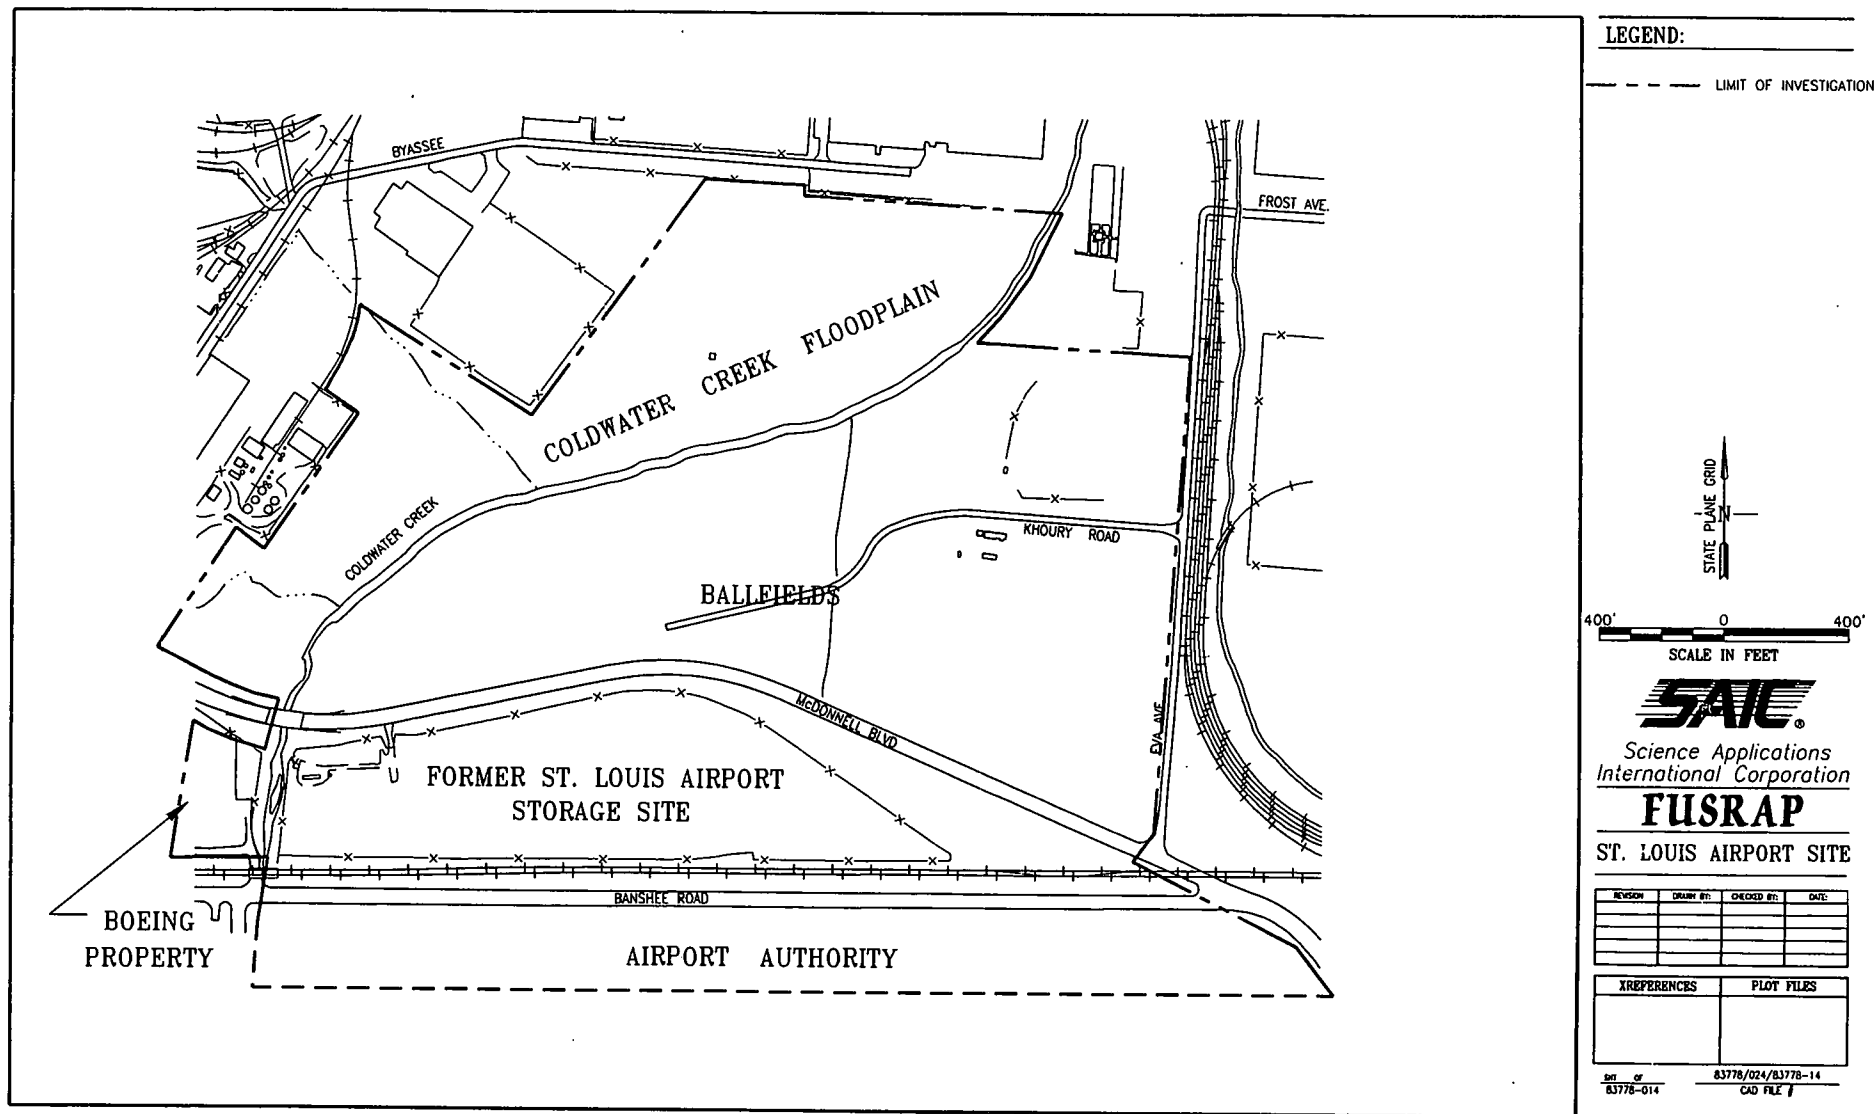 BYASSEE
FROST AVE.
COLDWATER CREEK FLOODPLAIN
COLDWATER CREEK
KHOURY ROAD
BALLFIELDS
McDONNELL BLVD
EVA AVE
FORMER ST. LOUIS AIRPORT
STORAGE SITE
BANSHEE ROAD
BOEING
PROPERTY
AIRPORT AUTHORITY
LEGEND:
LIMIT OF INVESTIGATION
STATE PLANE GRID
N
400' 0 400'
SCALE IN FEET
SAIC®
Science Applications
International Corporation
FUSRAP
ST. LOUIS AIRPORT SITE
REVISION DRAWN BY: CHECKED BY: DATE:
XREFERENCES PLOT FILES
OF
83778-014
83778/024/83778-14
CAD FILE #